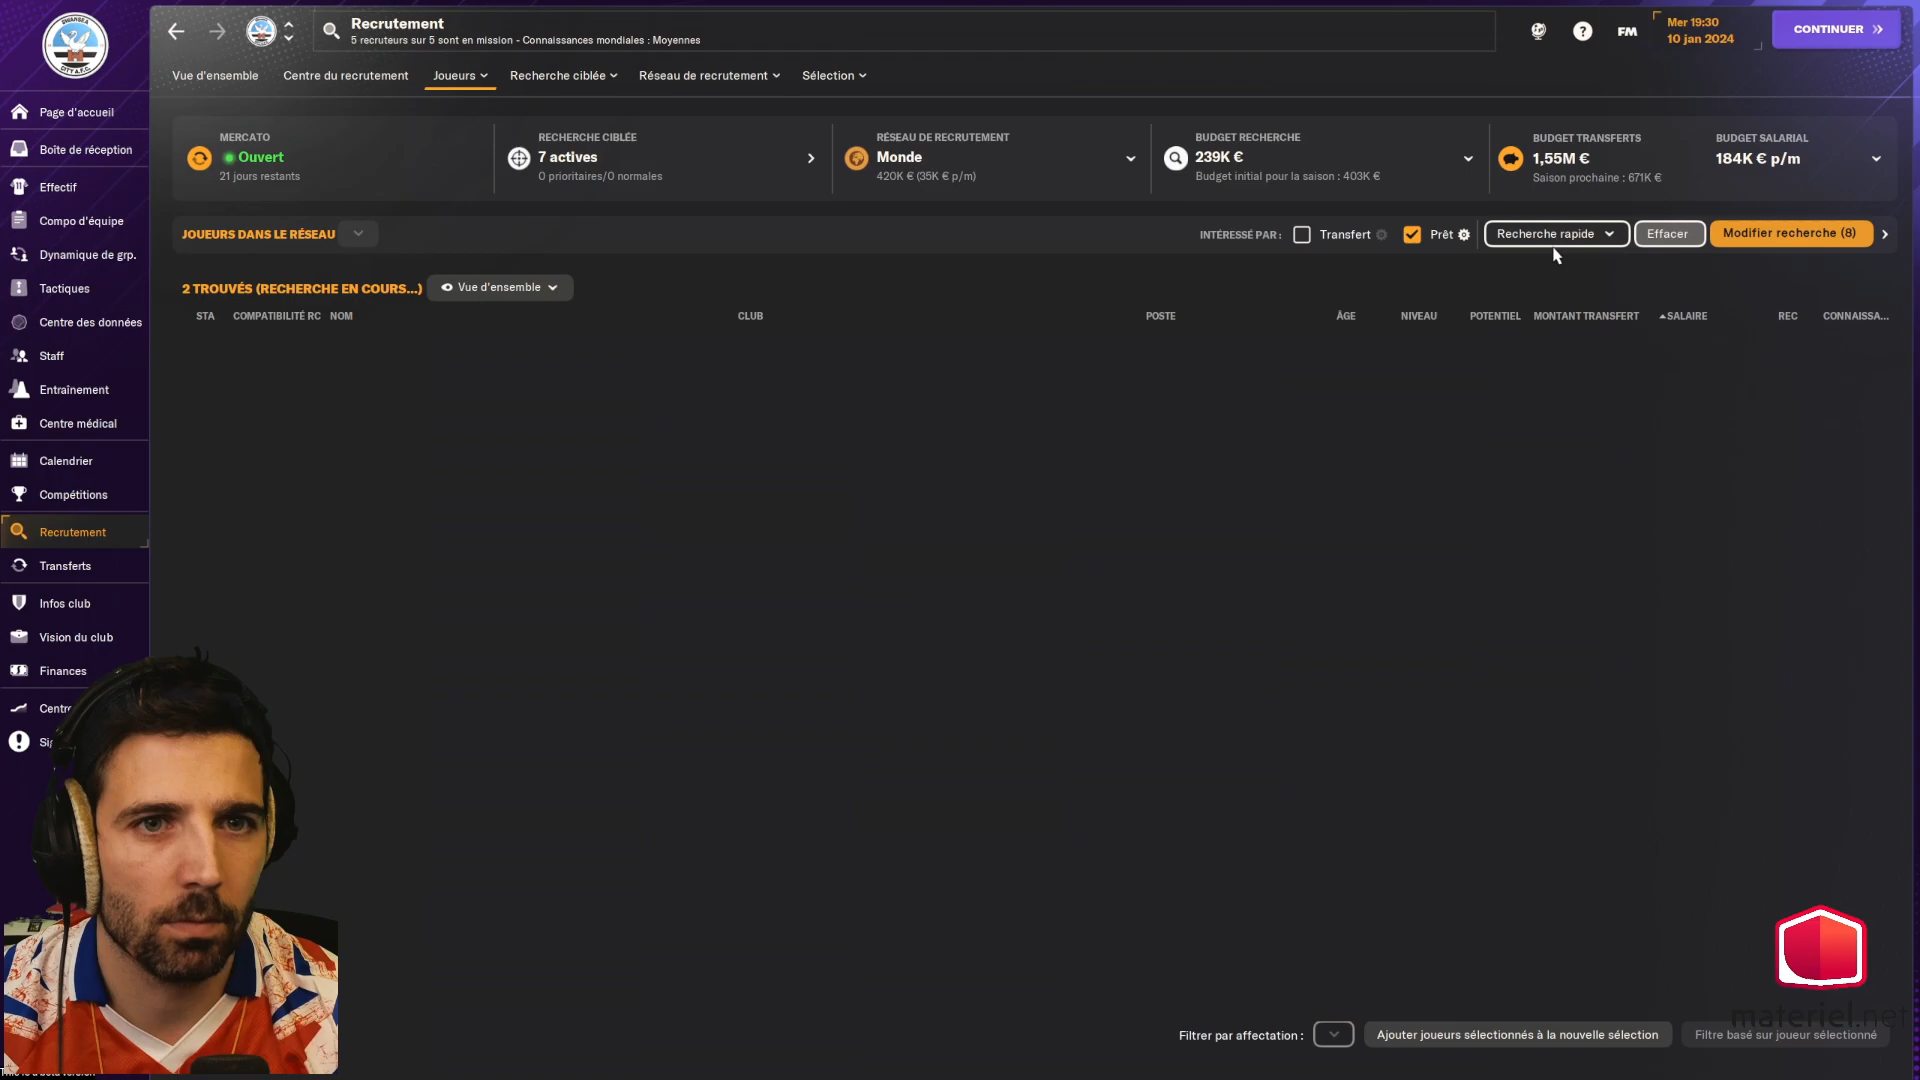 SWANSEA
CITY A.F.C.
Recrutement
5 recruteurs sur 5 sont en mission - Connaissances mondiales : Moyennes
FM
Mer 19:30
10 jan 2024
CONTINUER
Vue d'ensemble
Centre du recrutement
Joueurs
Recherche ciblée
Réseau de recrutement
Sélection
Page d'accueil
Boîte de réception
Effectif
Compo d'équipe
Dynamique de grp.
Tactiques
Centre des données
Staff
Entraînement
Centre médical
Calendrier
Compétitions
Recrutement
Transferts
Infos club
Vision du club
Finances
Centre
MERCATO
Ouvert
21 jours restants
RECHERCHE CIBLÉE
7 actives
0 prioritaires/0 normales
RÉSEAU DE RECRUTEMENT
Monde
420K € (35K € p/m)
BUDGET RECHERCHE
239K €
Budget initial pour la saison : 403K €
BUDGET TRANSFERTS
1,55M €
Saison prochaine : 671K €
BUDGET SALARIAL
184K € p/m
JOUEURS DANS LE RÉSEAU
INTÉRESSÉ PAR :
Transfert
Prêt
Recherche rapide
Effacer
Modifier recherche (8)
2 TROUVÉS (RECHERCHE EN COURS...)
Vue d'ensemble
STA COMPATIBILITÉ RC NOM CLUB POSTE ÂGE NIVEAU POTENTIEL MONTANT TRANSFERT SALAIRE REC CONNAISSA...
materiel.net
Filtrer par affectation :
Ajouter joueurs sélectionnés à la nouvelle sélection
Filtre basé sur joueur sélectionné